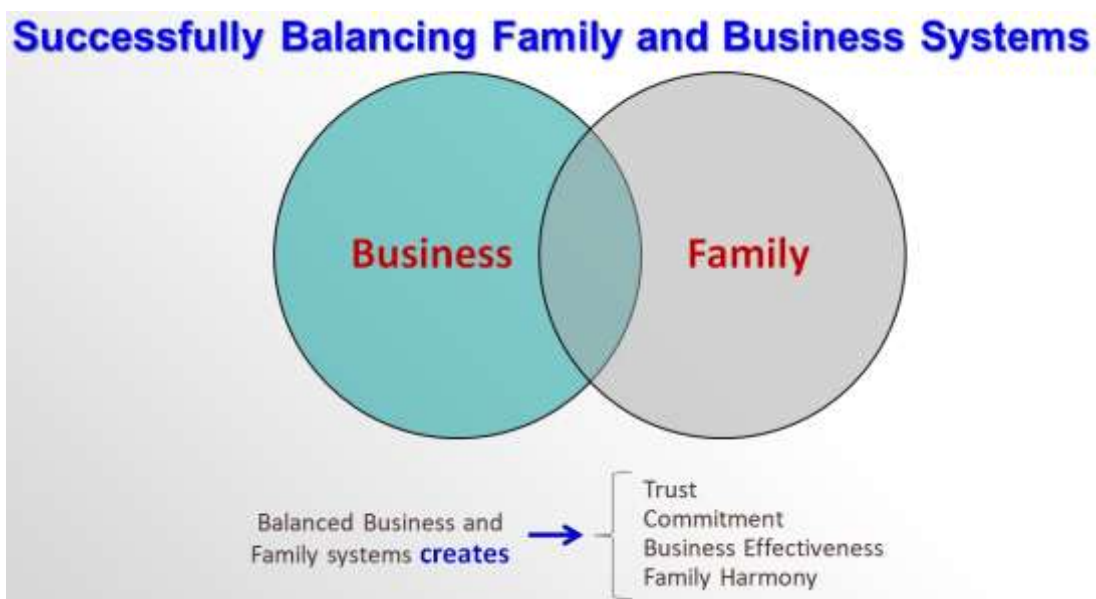 Successfully Balancing Family and Business Systems
Business
Family
Balanced Business and
Family systems creates
Trust
Commitment
Business Effectiveness
Family Harmony